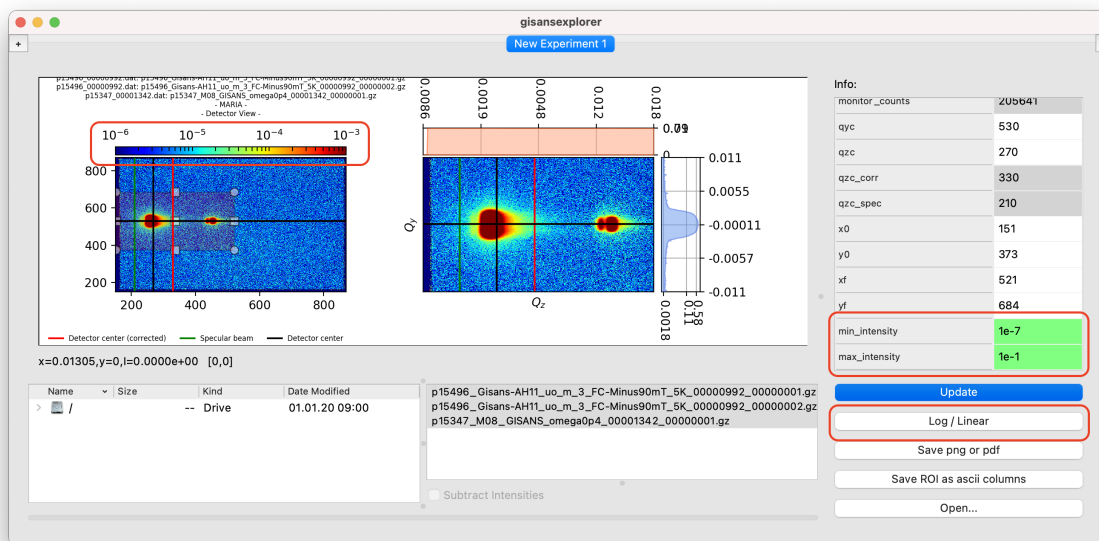 gisansexplorer
+
New Experiment 1
p15496_00000992.dat: p15496_Gisans-AH11_uo_m_3_FC-Minus90mT_5K_00000992_00000001.gz
p15496_00000992.dat: p15496_Gisans-AH11_uo_m_3_FC-Minus90mT_5K_00000992_00000002.gz
p15347_00001342.dat: p15347_M08_GISANS_omega0p4_00001342_00000001.gz
- MARIA -
- Detector View -
10⁻⁶ 10⁻⁵ 10⁻⁴ 10⁻³
800
600
400
200
200 400 600 800
Detector center (corrected) Specular beam Detector center
0.0086 0.0019 0.0048 0.012 0.018
0
0.011
0.0055
-0.00011
-0.0057
-0.011
Qy
Qz
0.0018 0.11 0.58
x=0.01305,y=0,I=0.0000e+00 [0,0]
Name Size Kind Date Modified
/ -- Drive 01.01.20 09:00
p15496_Gisans-AH11_uo_m_3_FC-Minus90mT_5K_00000992_00000001.gz
p15496_Gisans-AH11_uo_m_3_FC-Minus90mT_5K_00000992_00000002.gz
p15347_M08_GISANS_omega0p4_00001342_00000001.gz
Subtract Intensities
Info:
monitor_counts 205641
qyc 530
qzc 270
qzc_corr 330
qzc_spec 210
x0 151
y0 373
xf 521
yf 684
min_intensity 1e-7
max_intensity 1e-1
Update
Log / Linear
Save png or pdf
Save ROI as ascii columns
Open...